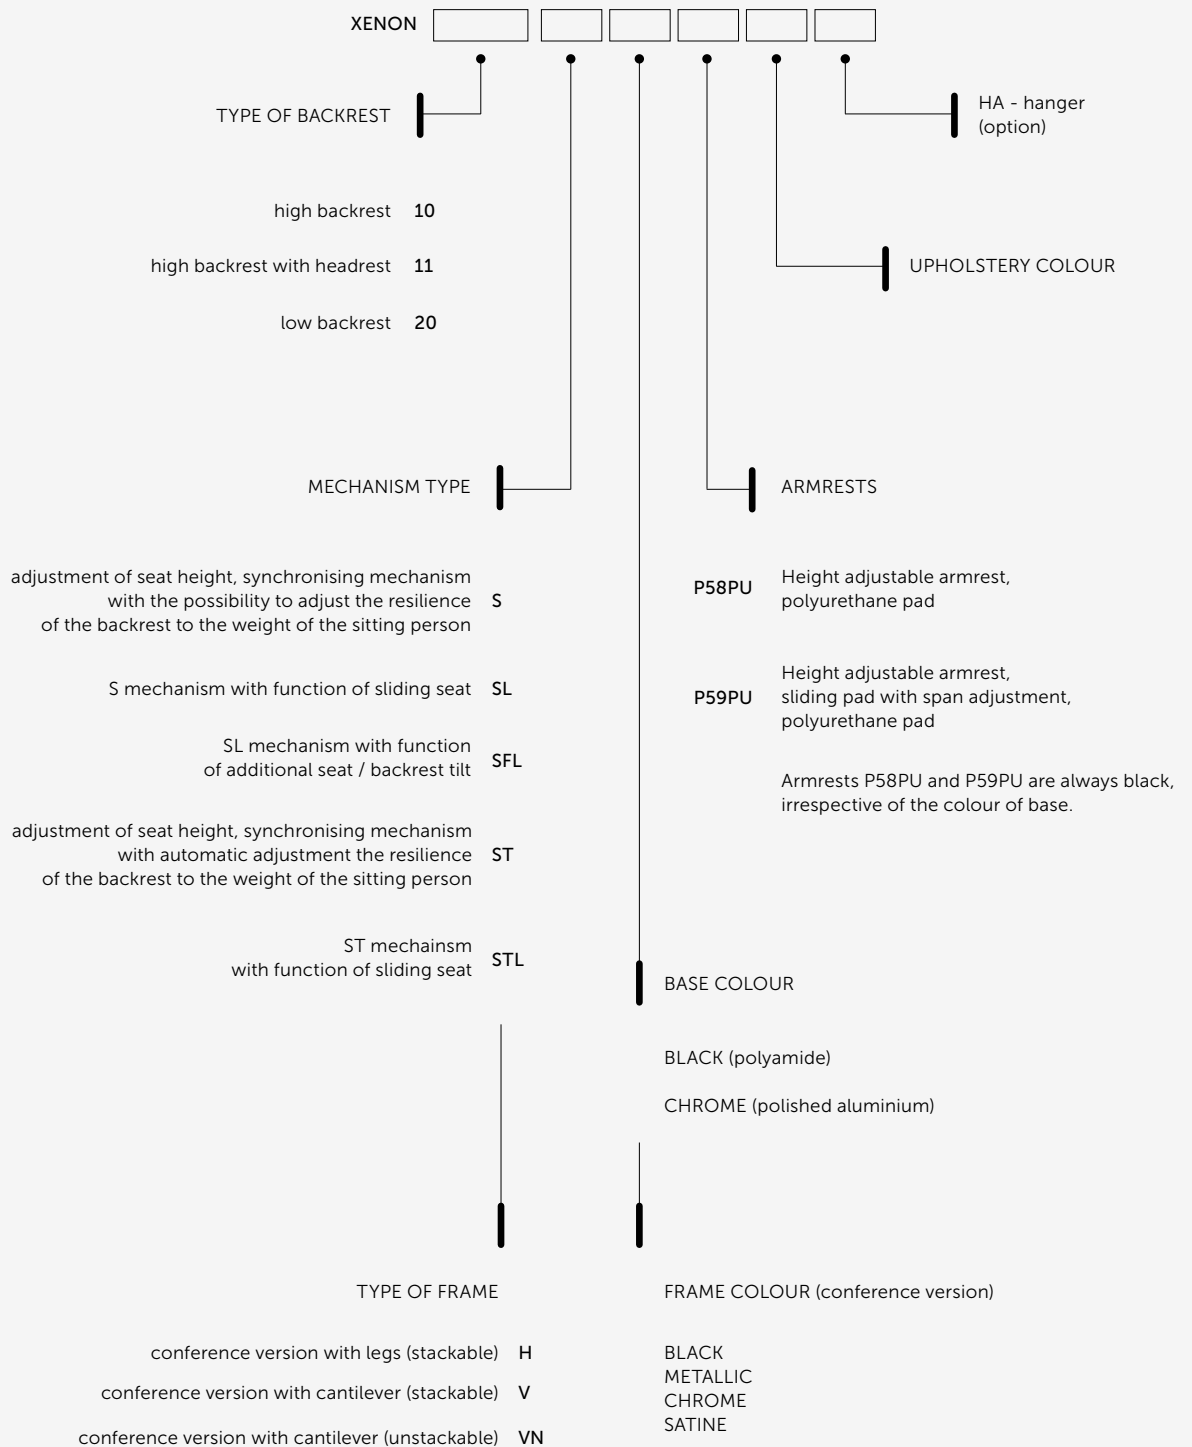 XENON
TYPE OF BACKREST
high backrest 10
high backrest with headrest 11
low backrest 20
HA - hanger
(option)
UPHOLSTERY COLOUR
MECHANISM TYPE
adjustment of seat height, synchronising mechanism
with the possibility to adjust the resilience S
of the backrest to the weight of the sitting person
S mechanism with function of sliding seat SL
SL mechanism with function
of additional seat / backrest tilt SFL
adjustment of seat height, synchronising mechanism
with automatic adjustment the resilience ST
of the backrest to the weight of the sitting person
ST mechainsm
with function of sliding seat STL
ARMRESTS
P58PU Height adjustable armrest,
polyurethane pad
Height adjustable armrest,
P59PU sliding pad with span adjustment,
polyurethane pad
Armrests P58PU and P59PU are always black,
irrespective of the colour of base.
BASE COLOUR
BLACK (polyamide)
CHROME (polished aluminium)
TYPE OF FRAME
conference version with legs (stackable) H
conference version with cantilever (stackable) V
conference version with cantilever (unstackable) VN
FRAME COLOUR (conference version)
BLACK
METALLIC
CHROME
SATINE